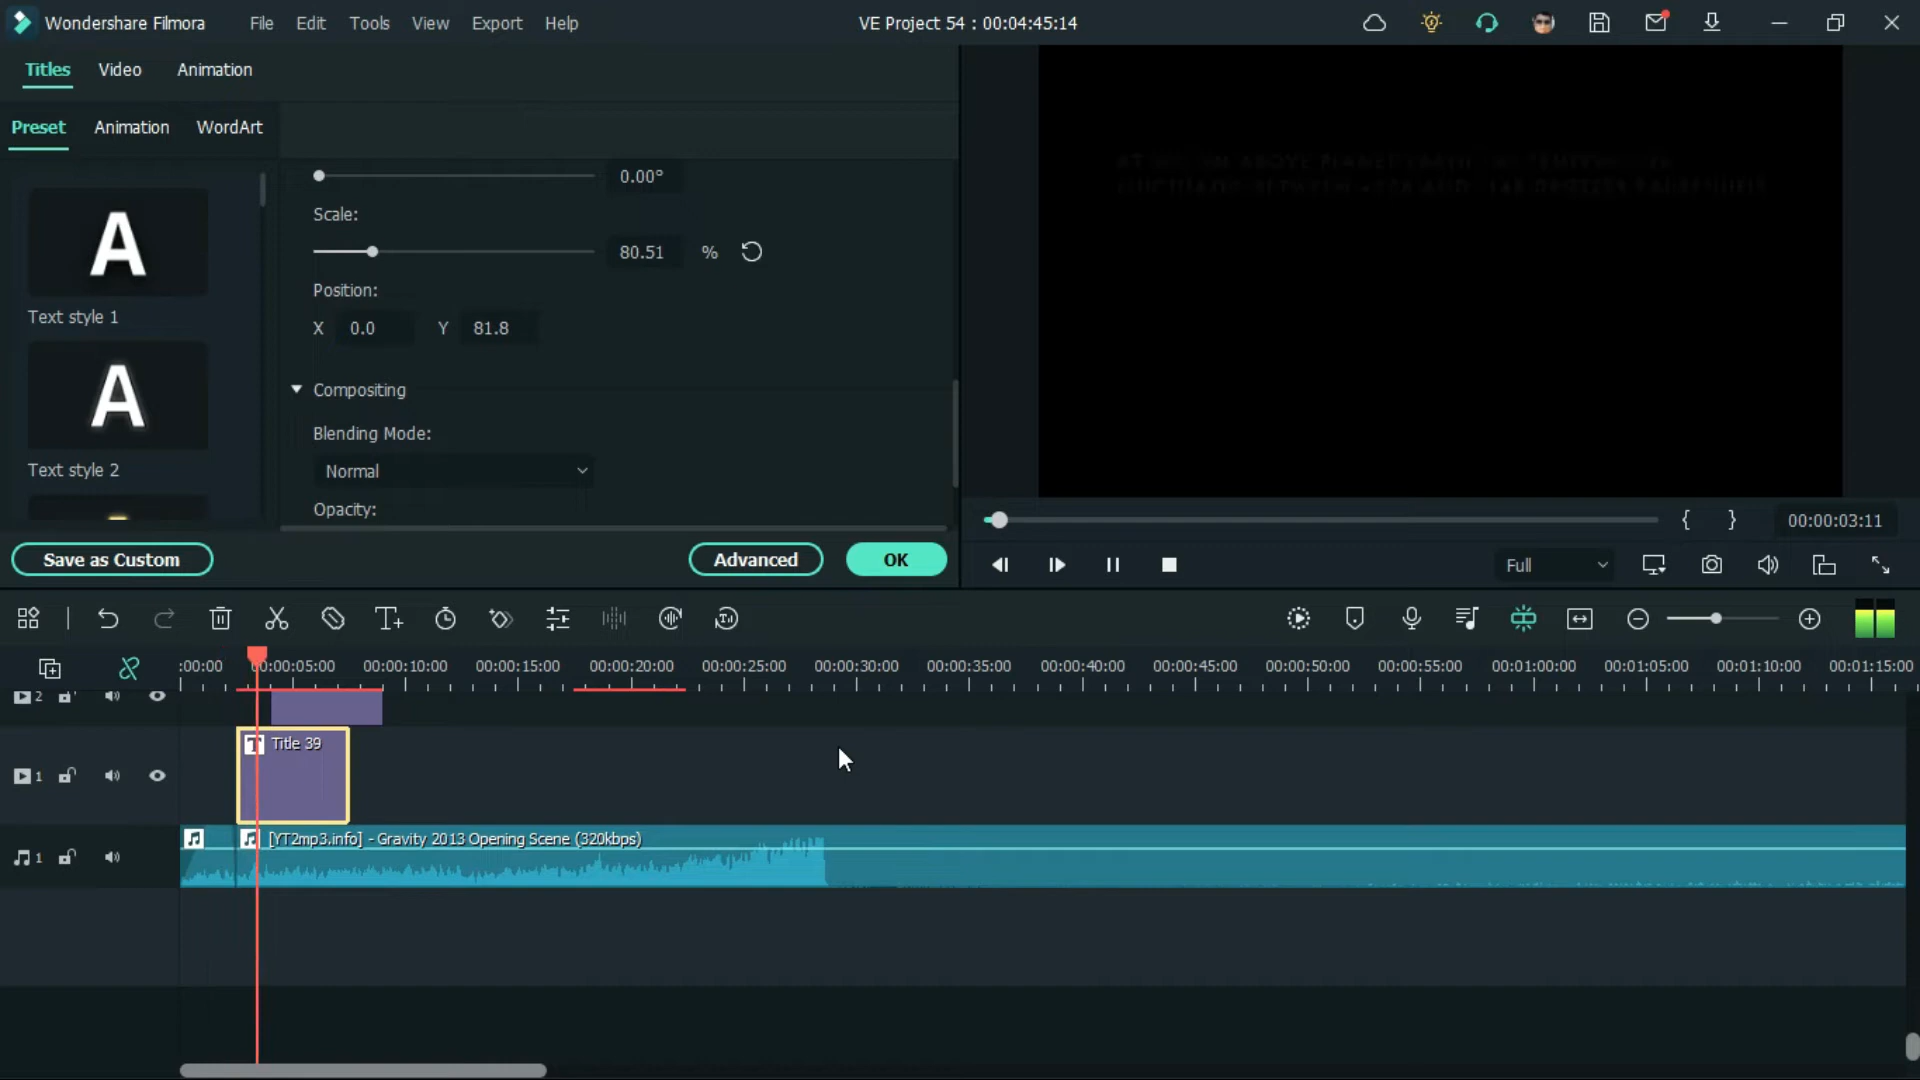 Wondershare Filmora
File Edit Tools View Export Help
VE Project 54 : 00:04:45:14
Titles Video Animation
Preset Animation WordArt
0.00°
Scale:
80.51 %
Position:
X 0.0 Y 81.8
Compositing
Blending Mode:
Normal
Opacity:
A
Text style 1
A
Text style 2
Save as Custom
Advanced
OK
ABOVE PLANET
{ } 00:00:03:11
Full
:00:00 00:00:05:00 00:00:10:00 00:00:15:00 00:00:20:00 00:00:25:00 00:00:30:00 00:00:35:00 00:00:40:00 00:00:45:00 00:00:50:00 00:00:55:00 00:01:00:00 00:01:05:00 00:01:10:00 00:01:15:00
2
T Title 39
1
[YT2mp3.info] - Gravity 2013 Opening Scene (320kbps)
1